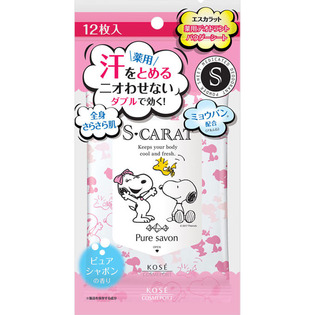 12枚入
エスカラット
薬用デオドラント
パウダーシート
薬用
汗をとめる
ニオわせない
ダブルで効く!
S
全身
さらさら肌
ミョウバン
配合
S・CARAT
Keeps your body
cool and fresh.
Pure savon
ピュア
シャボン
の香り
KOSÉ
COSMEPORT